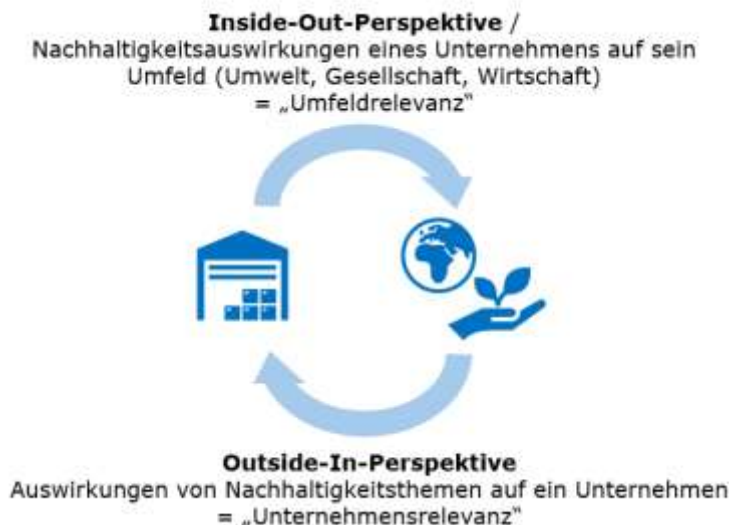 Inside-Out-Perspektive /
Nachhaltigkeitsauswirkungen eines Unternehmens auf sein
Umfeld (Umwelt, Gesellschaft, Wirtschaft)
= „Umfeldrelevanz“
Outside-In-Perspektive
Auswirkungen von Nachhaltigkeitsthemen auf ein Unternehmen
= „Unternehmensrelevanz“